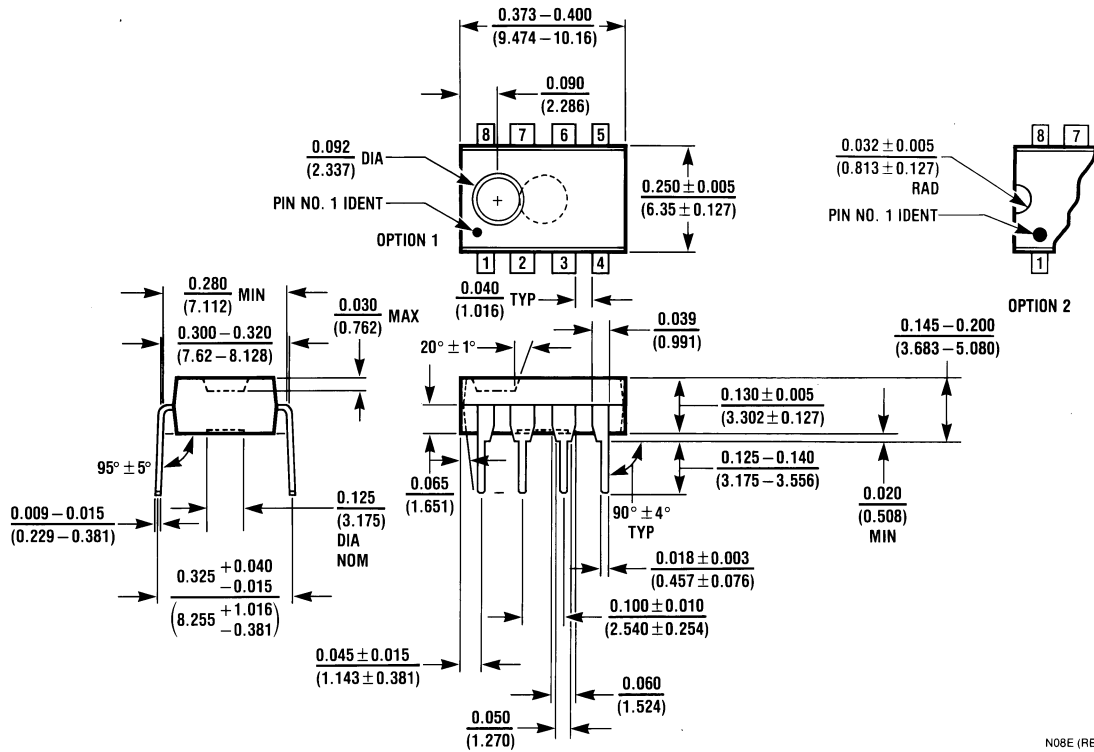 0.373 – 0.400
(9.474 – 10.16)
0.090
(2.286)
8 7 6 5
0.092 DIA
(2.337)
PIN NO. 1 IDENT
OPTION 1
1 2 3 4
0.250 ± 0.005
(6.35 ± 0.127)
8 7
0.032 ± 0.005
(0.813 ± 0.127)
RAD
PIN NO. 1 IDENT
1
OPTION 2
0.280 MIN
(7.112)
0.300 – 0.320
(7.62 – 8.128)
0.030 MAX
(0.762)
0.040 TYP
(1.016)
0.039
(0.991)
20° ± 1°
0.145 – 0.200
(3.683 – 5.080)
0.130 ± 0.005
(3.302 ± 0.127)
0.125 – 0.140
(3.175 – 3.556)
0.020
(0.508)
MIN
95° ± 5°
0.009 – 0.015
(0.229 – 0.381)
0.125
(3.175)
DIA
NOM
0.065
(1.651)
90° ± 4°
TYP
0.018 ± 0.003
(0.457 ± 0.076)
0.325 +0.040
–0.015
(8.255 +1.016
–0.381)
0.100 ± 0.010
(2.540 ± 0.254)
0.045 ± 0.015
(1.143 ± 0.381)
0.060
(1.524)
0.050
(1.270)
N08E (RE